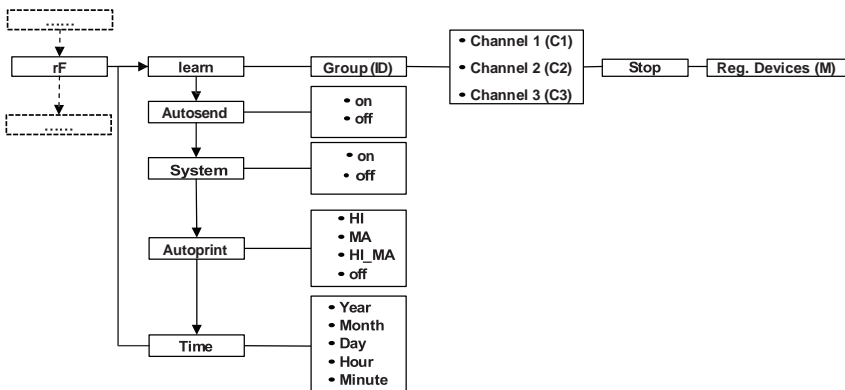 ......
rF
......
learn
Group (ID)
• Channel 1 (C1)
• Channel 2 (C2)
• Channel 3 (C3)
Stop
Reg. Devices (M)
Autosend
• on
• off
System
• on
• off
Autoprint
• HI
• MA
• HI_MA
• off
Time
• Year
• Month
• Day
• Hour
• Minute